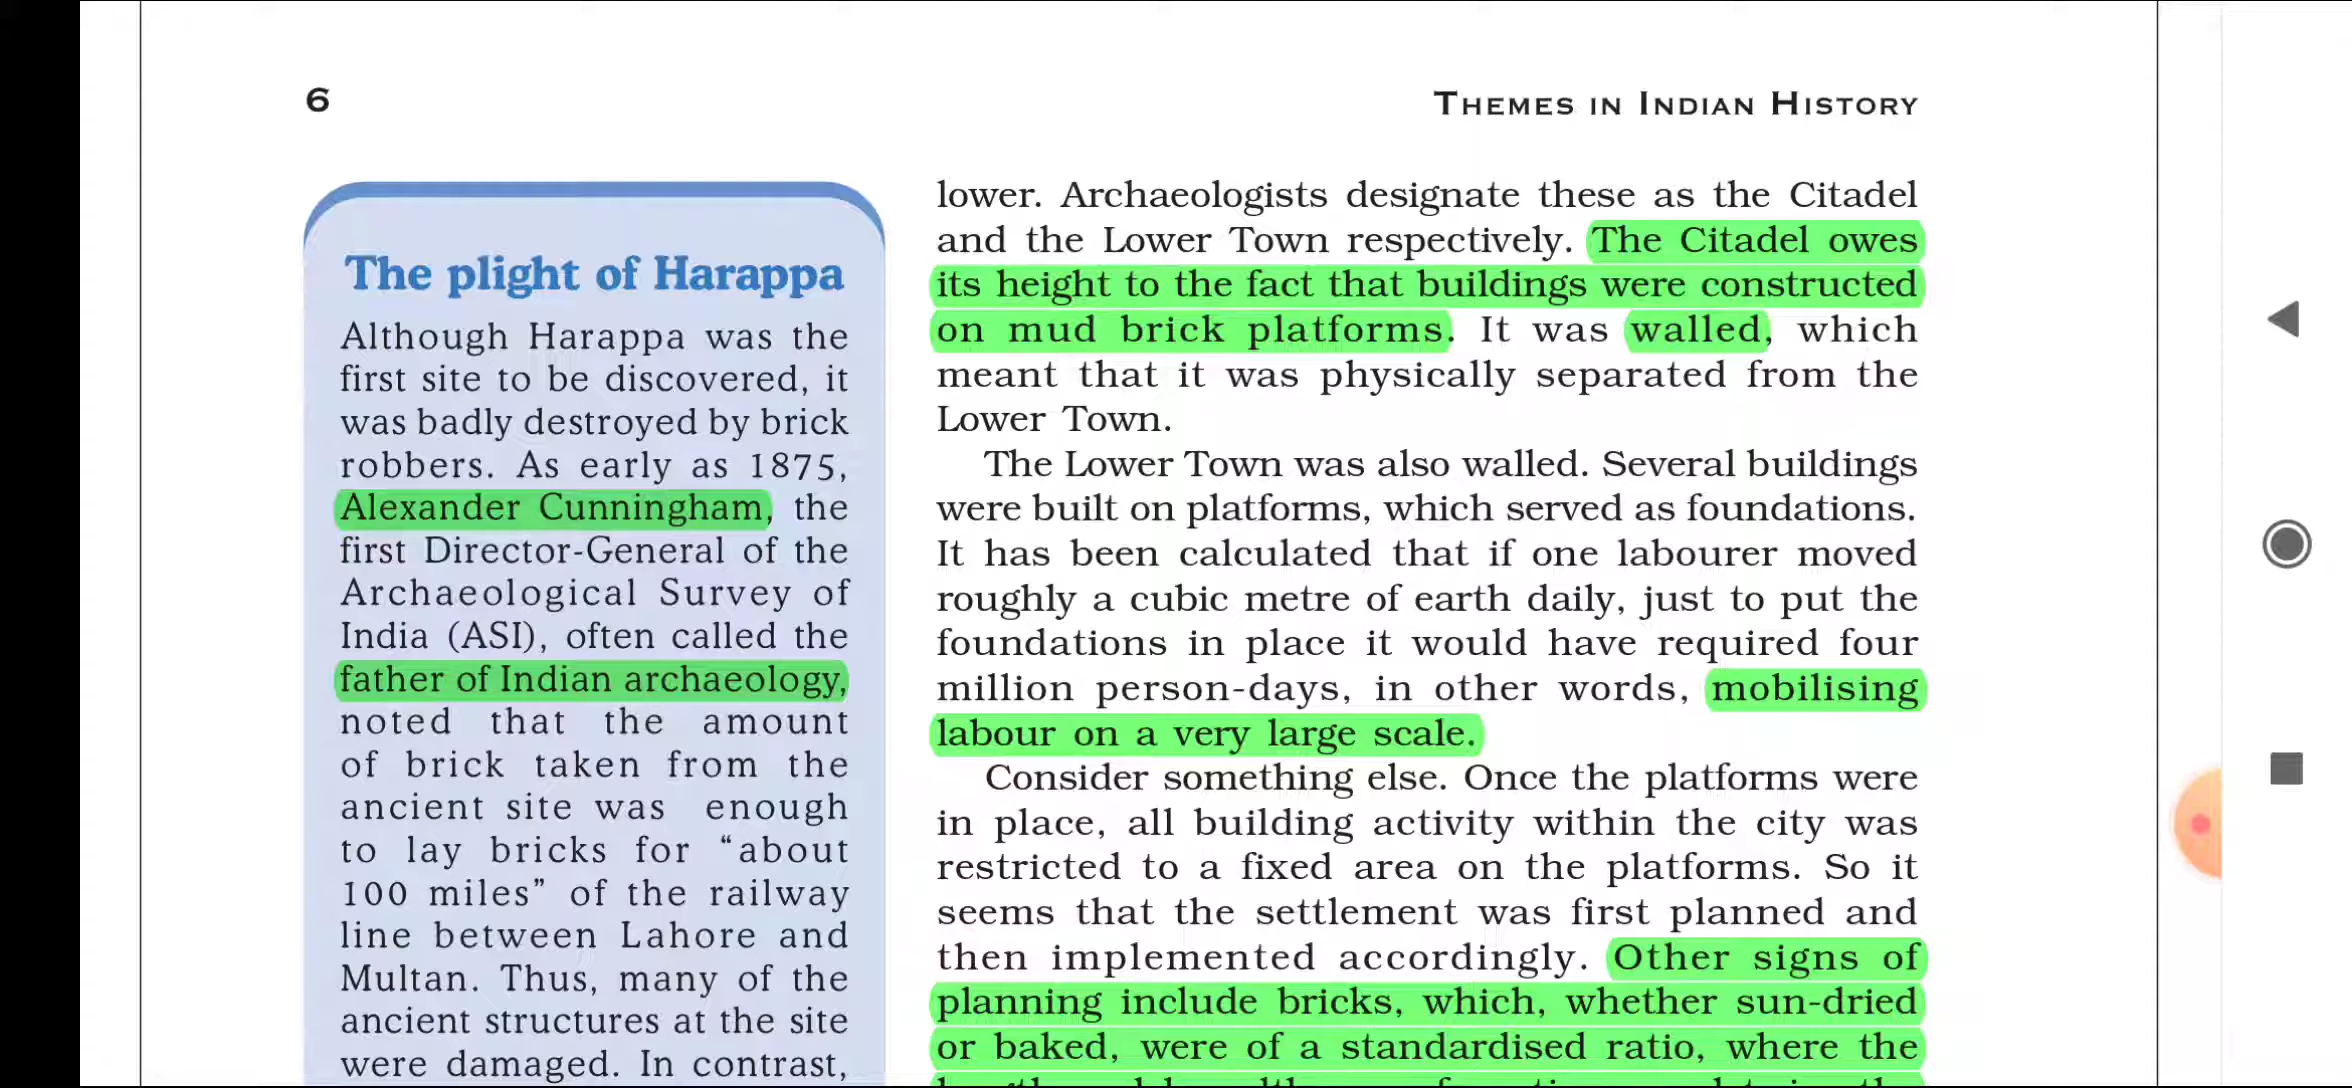 6
THEMES IN INDIAN HISTORY
The plight of Harappa
Although Harappa was the
first site to be discovered, it
was badly destroyed by brick
robbers. As early as 1875,
Alexander Cunningham, the
first Director-General of the
Archaeological Survey of
India (ASI), often called the
father of Indian archaeology,
noted that the amount
of brick taken from the
ancient site was enough
to lay bricks for “about
100 miles” of the railway
line between Lahore and
Multan. Thus, many of the
ancient structures at the site
were damaged. In contrast,
lower. Archaeologists designate these as the Citadel
and the Lower Town respectively. The Citadel owes
its height to the fact that buildings were constructed
on mud brick platforms. It was walled, which
meant that it was physically separated from the
Lower Town.
The Lower Town was also walled. Several buildings
were built on platforms, which served as foundations.
It has been calculated that if one labourer moved
roughly a cubic metre of earth daily, just to put the
foundations in place it would have required four
million person-days, in other words, mobilising
labour on a very large scale.
Consider something else. Once the platforms were
in place, all building activity within the city was
restricted to a fixed area on the platforms. So it
seems that the settlement was first planned and
then implemented accordingly. Other signs of
planning include bricks, which, whether sun-dried
or baked, were of a standardised ratio, where the